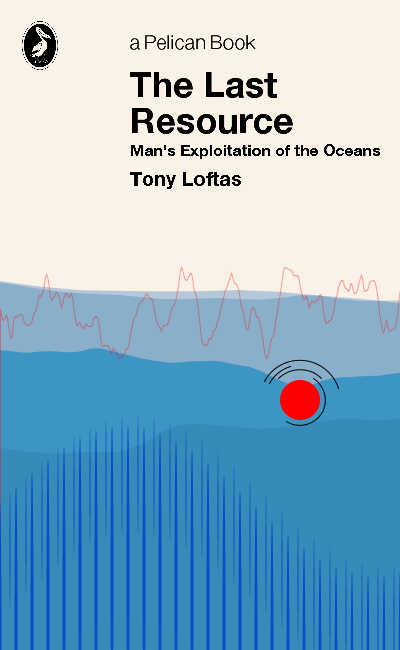 a Pelican Book
The Last
Resource
Man's Exploitation of the Oceans
Tony Loftas